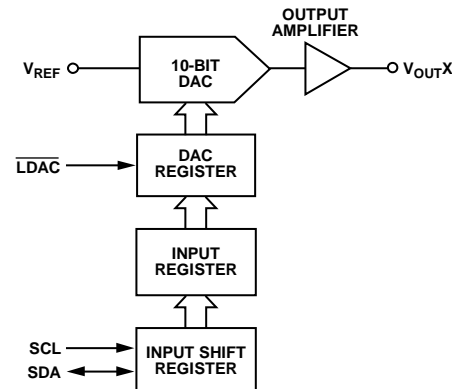 OUTPUT
AMPLIFIER
VREF
10-BIT
DAC
VOUTX
LDAC
DAC
REGISTER
INPUT
REGISTER
SCL
SDA
INPUT SHIFT
REGISTER